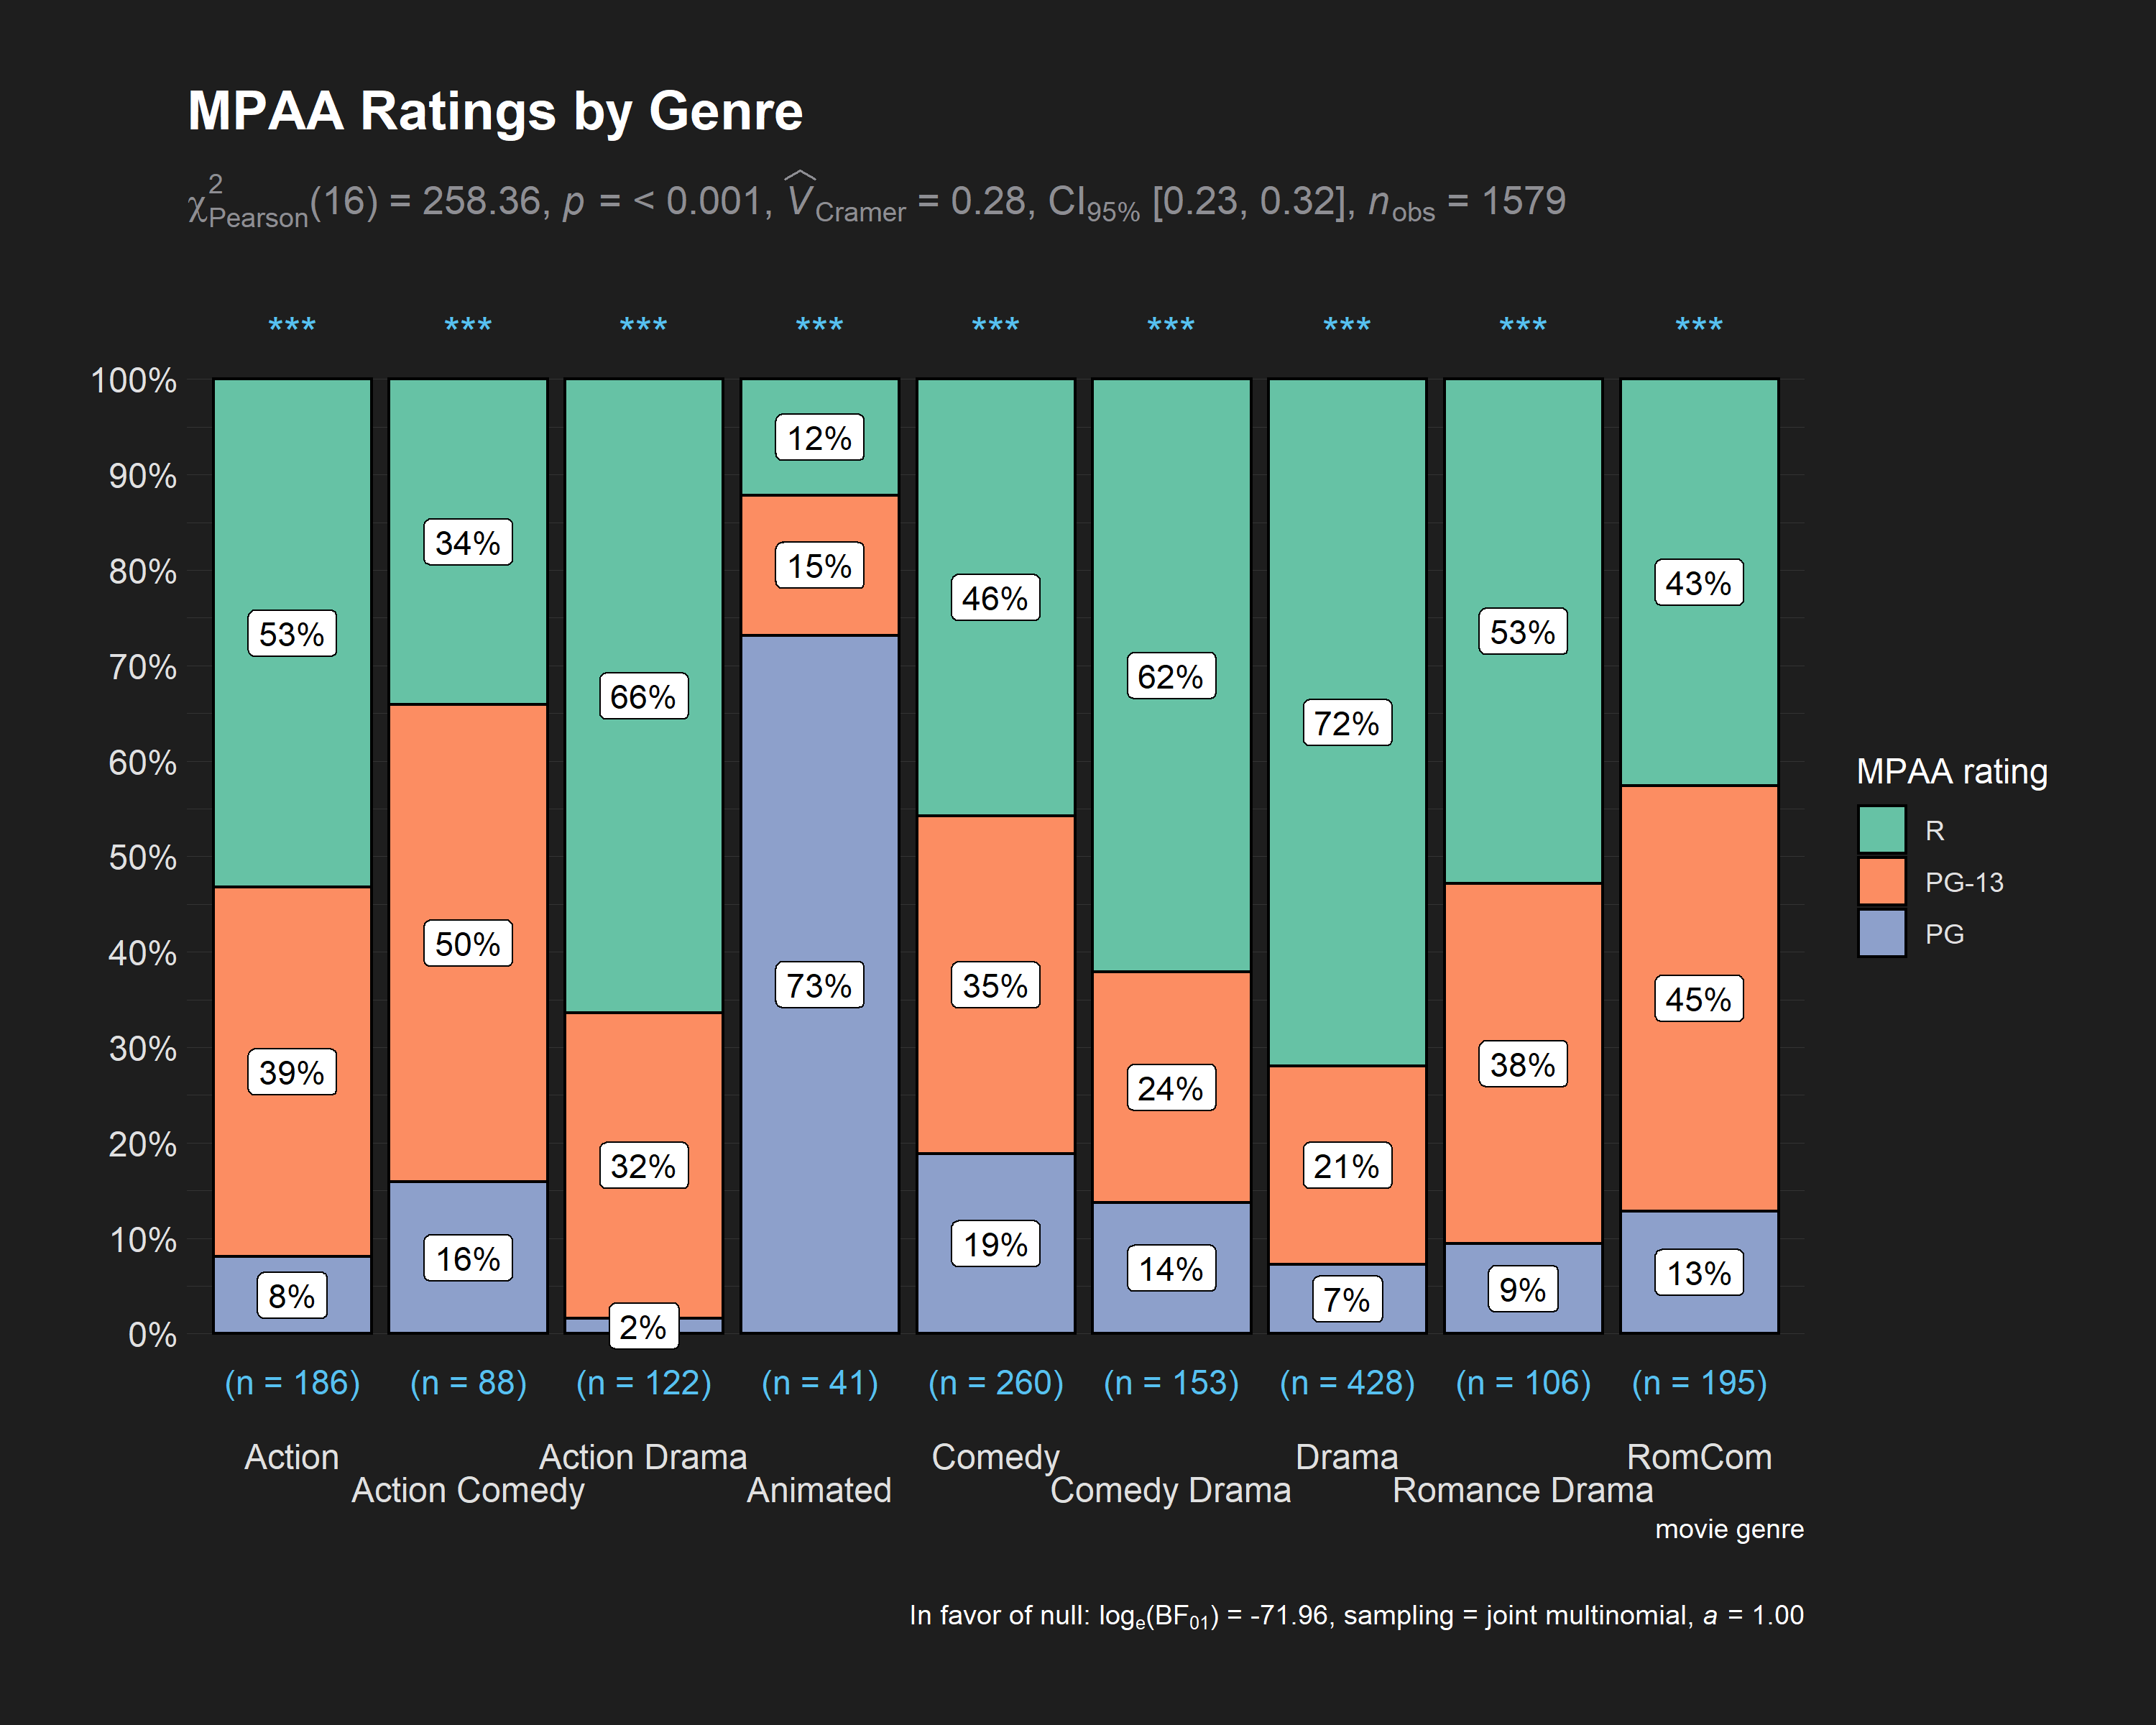 MPAA Ratings by Genre
χ²Pearson(16) = 258.36, p = < 0.001, V̂Cramer = 0.28, CI95% [0.23, 0.32], nobs = 1579
*** *** *** *** *** *** *** *** ***
100%
90%
80%
70%
60%
50%
40%
30%
20%
10%
0%
53% 34% 66% 12% 46% 62% 72% 53% 43%
39% 50% 32% 15% 35% 24% 21% 38% 45%
8% 16% 2% 73% 19% 14% 7% 9% 13%
(n = 186) (n = 88) (n = 122) (n = 41) (n = 260) (n = 153) (n = 428) (n = 106) (n = 195)
Action Action Drama Comedy Drama RomCom
Action Comedy Animated Comedy Drama Romance Drama
movie genre
MPAA rating
R
PG-13
PG
In favor of null: loge(BF01) = -71.96, sampling = joint multinomial, a = 1.00